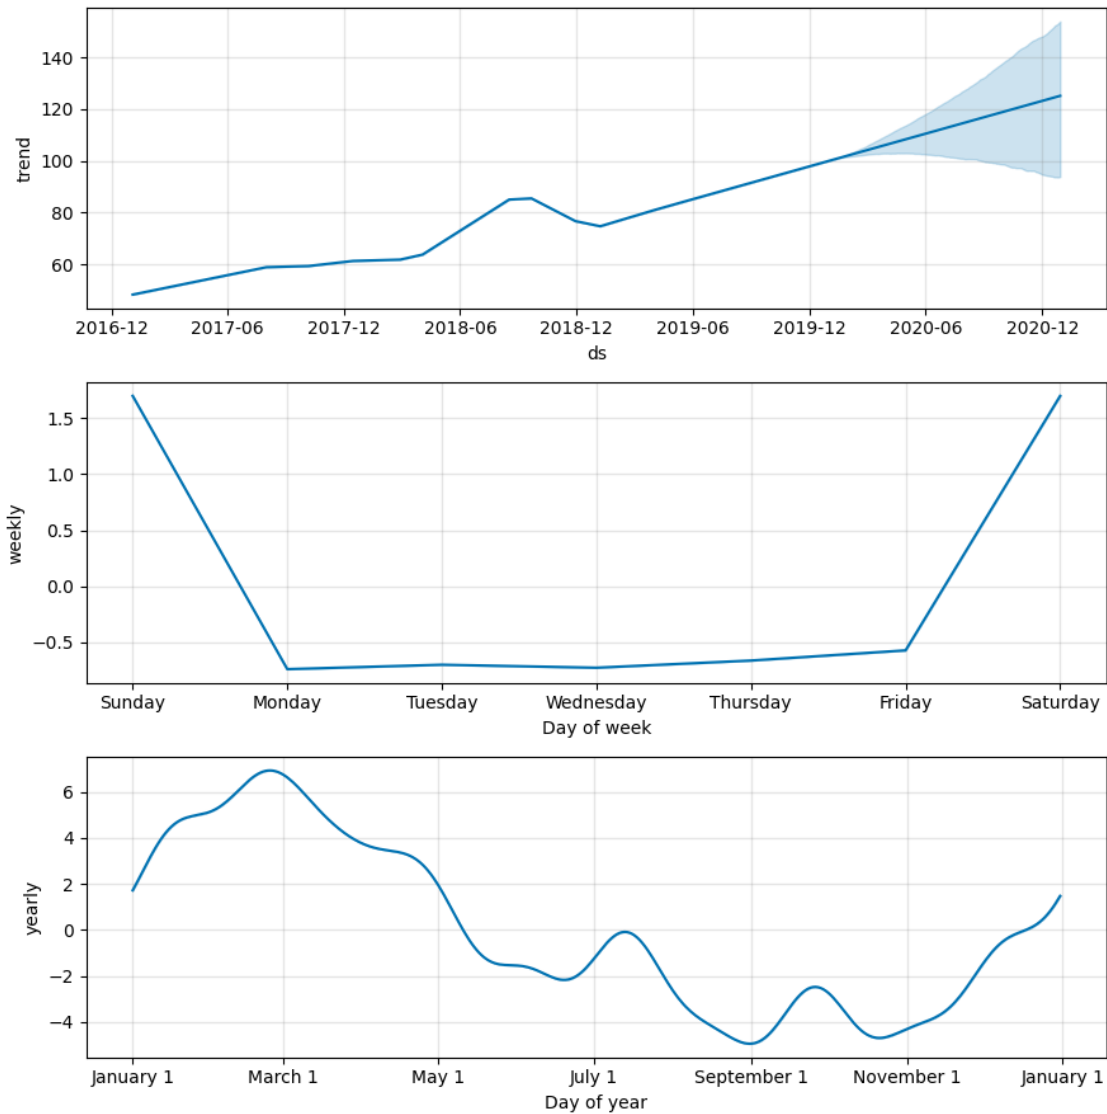 140
120
100
80
60
trend
2016-12 2017-06 2017-12 2018-06 2018-12 2019-06 2019-12 2020-06 2020-12
ds
1.5
1.0
0.5
0.0
−0.5
weekly
Sunday Monday Tuesday Wednesday Thursday Friday Saturday
Day of week
6
4
2
0
−2
−4
yearly
January 1 March 1 May 1 July 1 September 1 November 1 January 1
Day of year